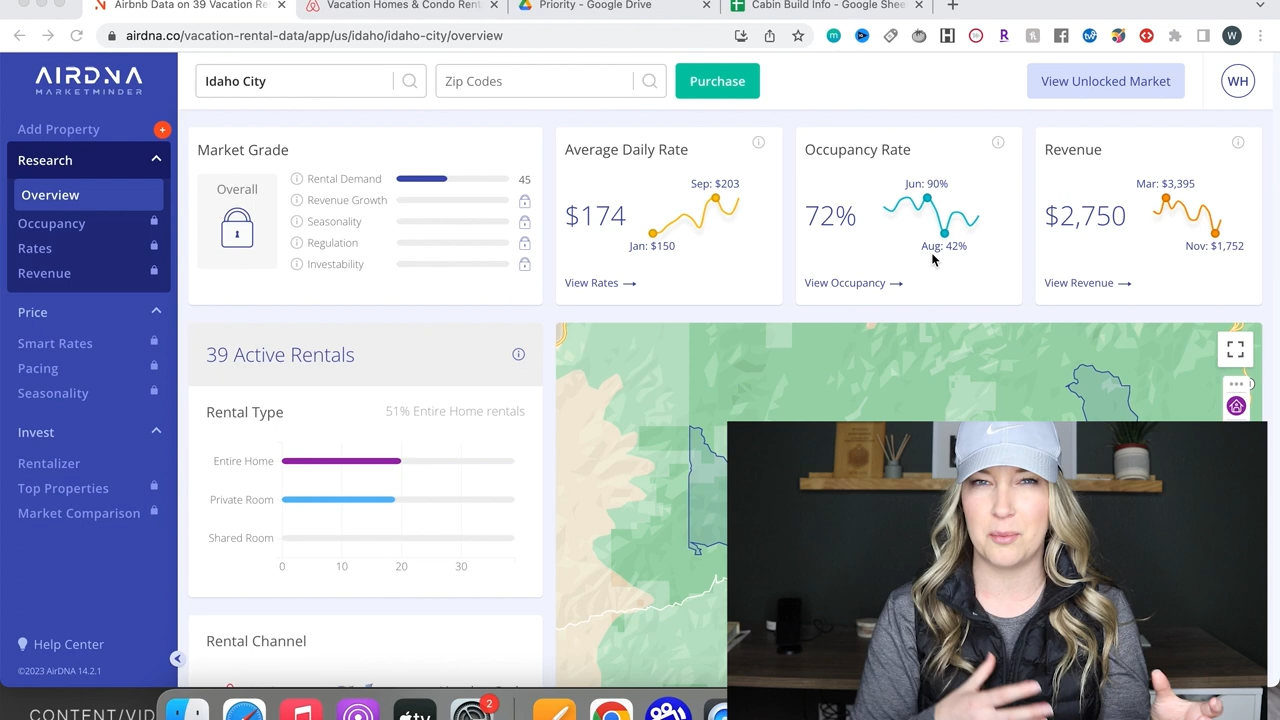 Airbnb Data on 39 Vacation Re
Vacation Homes & Condo Rent
Priority - Google Drive
Cabin Build Info - Google Shee
airdna.co/vacation-rental-data/app/us/idaho/idaho-city/overview
W
AIRDNA
MARKETMINDER
Idaho City
Zip Codes
Purchase
View Unlocked Market
WH
Add Property
Research
Overview
Occupancy
Rates
Revenue
Price
Smart Rates
Pacing
Seasonality
Invest
Rentalizer
Top Properties
Market Comparison
Help Center
©2023 AirDNA 14.2.1
Market Grade
Overall
Rental Demand
45
Revenue Growth
Seasonality
Regulation
Investability
Average Daily Rate
Sep: $203
$174
Jan: $150
View Rates
Occupancy Rate
Jun: 90%
72%
Aug: 42%
View Occupancy
Revenue
Mar: $3,395
$2,750
Nov: $1,752
View Revenue
39 Active Rentals
Rental Type
51% Entire Home rentals
Entire Home
Private Room
Shared Room
0 10 20 30
Rental Channel
CONTENT/VID
tv
2